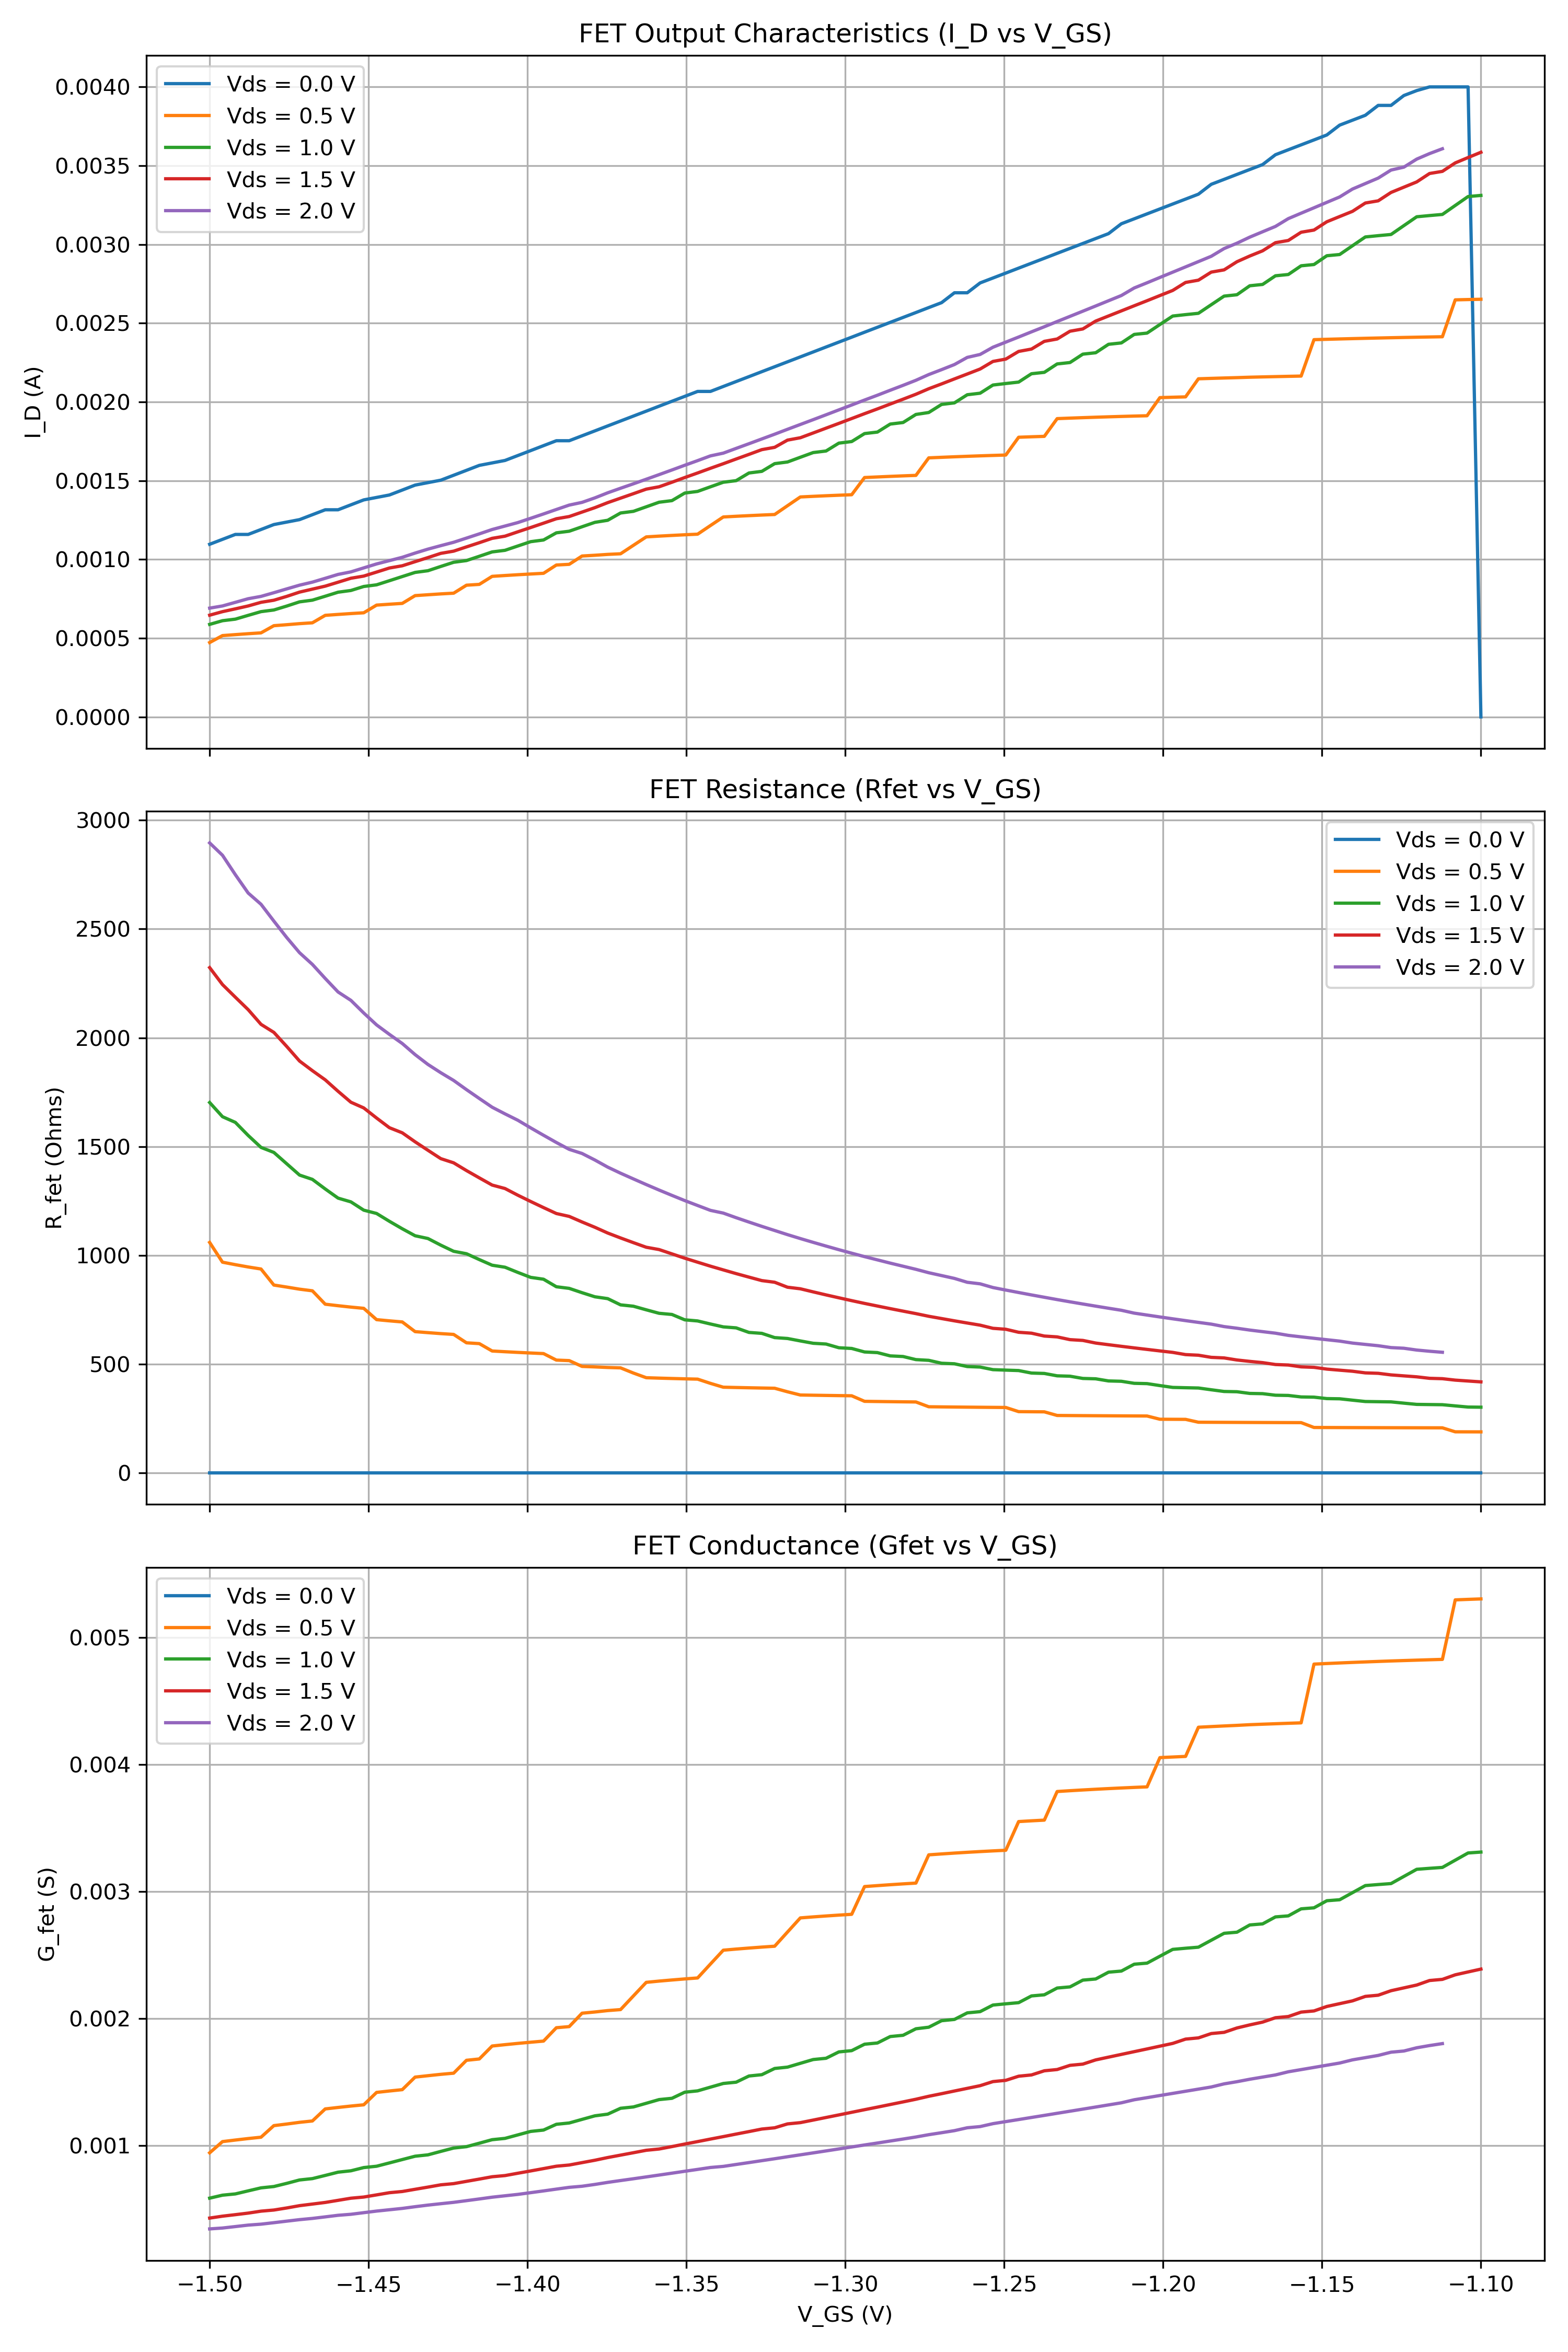 FET Output Characteristics (I_D vs V_GS)
Vds = 0.0 V
Vds = 0.5 V
Vds = 1.0 V
Vds = 1.5 V
Vds = 2.0 V
0.0040
0.0035
0.0030
0.0025
0.0020
0.0015
0.0010
0.0005
0.0000
I_D (A)
FET Resistance (Rfet vs V_GS)
Vds = 0.0 V
Vds = 0.5 V
Vds = 1.0 V
Vds = 1.5 V
Vds = 2.0 V
3000
2500
2000
1500
1000
500
0
R_fet (Ohms)
FET Conductance (Gfet vs V_GS)
Vds = 0.0 V
Vds = 0.5 V
Vds = 1.0 V
Vds = 1.5 V
Vds = 2.0 V
0.005
0.004
0.003
0.002
0.001
G_fet (S)
−1.50 −1.45 −1.40 −1.35 −1.30 −1.25 −1.20 −1.15 −1.10
V_GS (V)